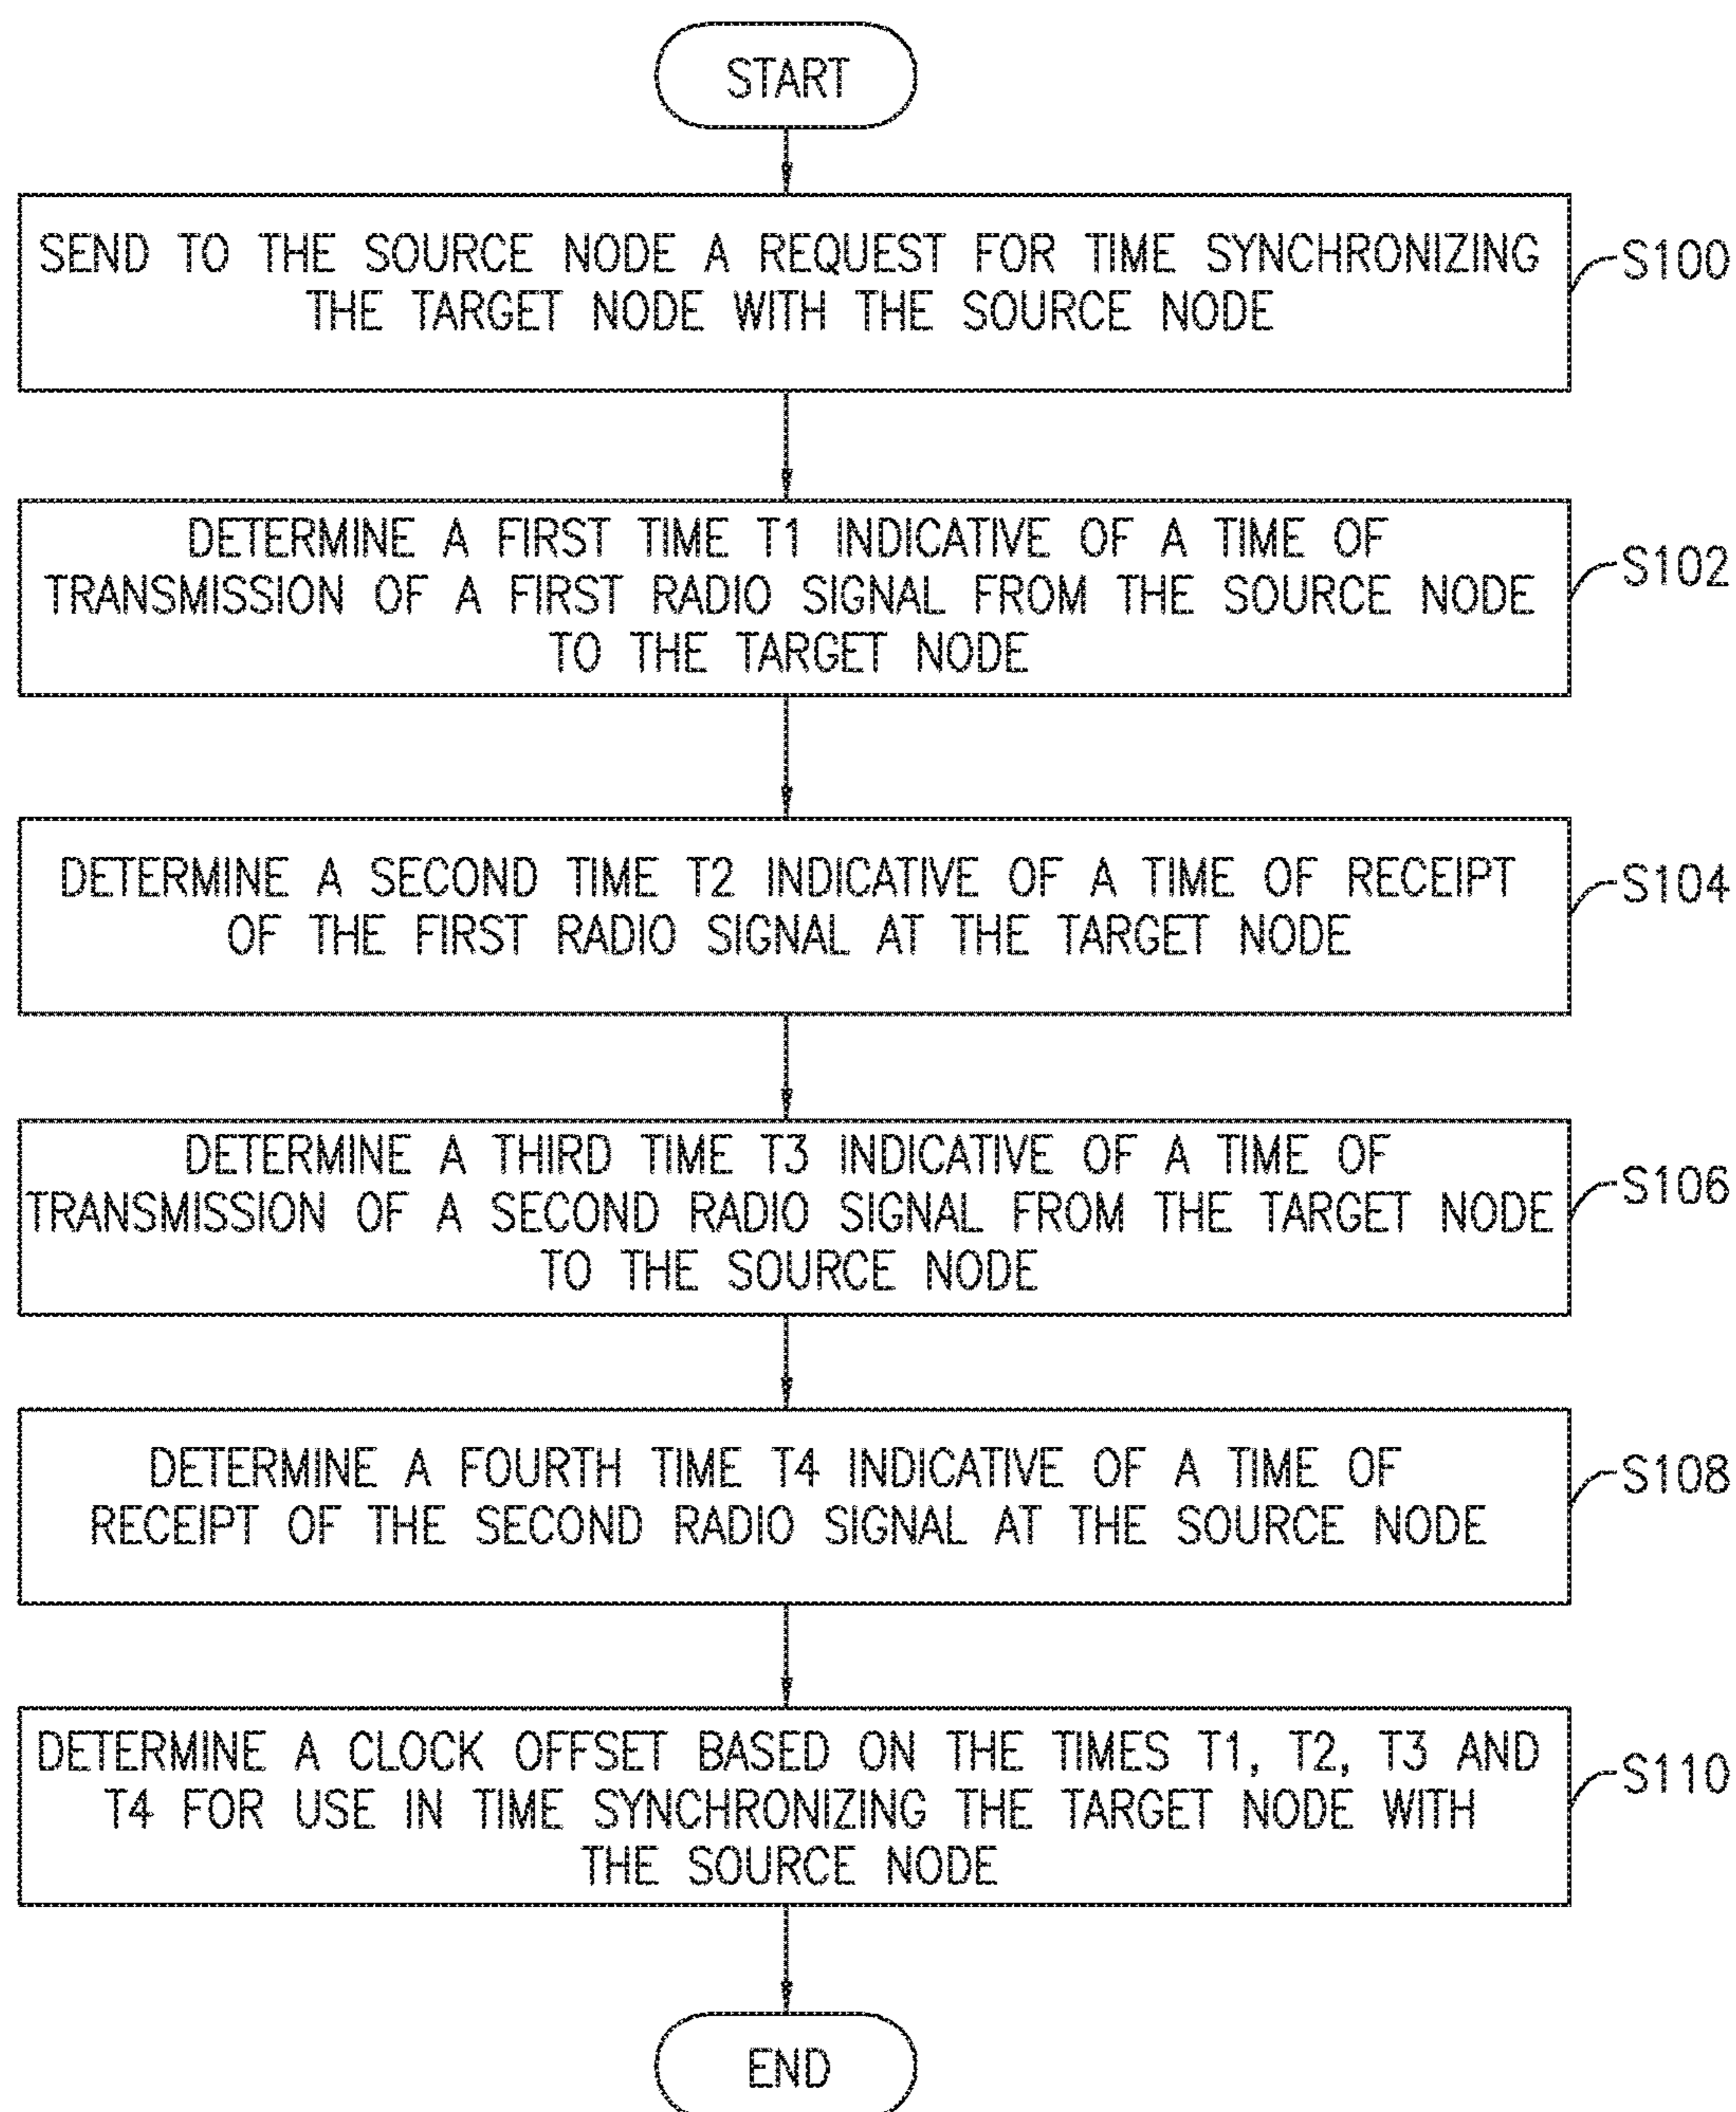 START
SEND TO THE SOURCE NODE A REQUEST FOR TIME SYNCHRONIZING
THE TARGET NODE WITH THE SOURCE NODE
S100
DETERMINE A FIRST TIME T1 INDICATIVE OF A TIME OF
TRANSMISSION OF A FIRST RADIO SIGNAL FROM THE SOURCE NODE
TO THE TARGET NODE
S102
DETERMINE A SECOND TIME T2 INDICATIVE OF A TIME OF RECEIPT
OF THE FIRST RADIO SIGNAL AT THE TARGET NODE
S104
DETERMINE A THIRD TIME T3 INDICATIVE OF A TIME OF
TRANSMISSION OF A SECOND RADIO SIGNAL FROM THE TARGET NODE
TO THE SOURCE NODE
S106
DETERMINE A FOURTH TIME T4 INDICATIVE OF A TIME OF
RECEIPT OF THE SECOND RADIO SIGNAL AT THE SOURCE NODE
S108
DETERMINE A CLOCK OFFSET BASED ON THE TIMES T1, T2, T3 AND
T4 FOR USE IN TIME SYNCHRONIZING THE TARGET NODE WITH
THE SOURCE NODE
S110
END